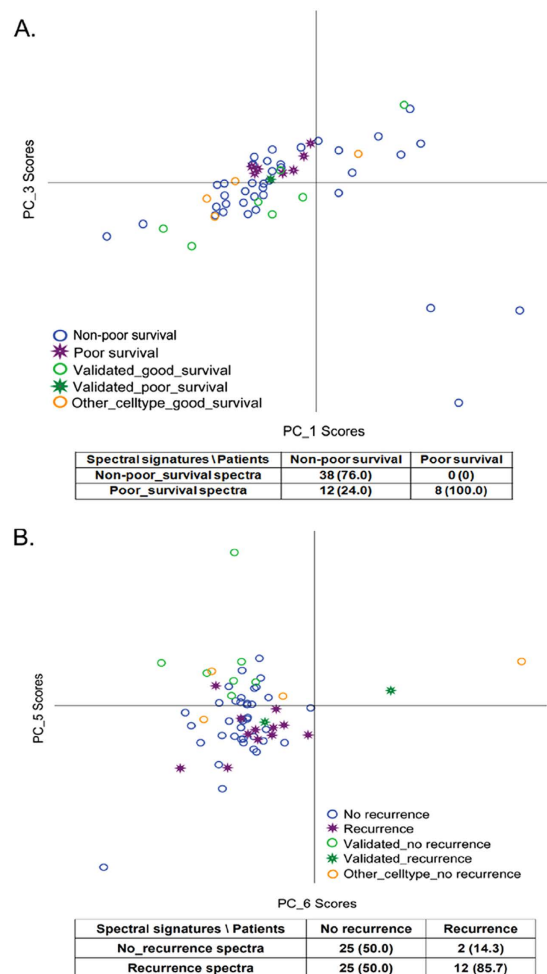 A.
PC_3 Scores
Non-poor survival
Poor survival
Validated_good_survival
Validated_poor_survival
Other_celltype_good_survival
PC_1 Scores
Spectral signatures \ Patients Non-poor survival Poor survival
Non-poor_survival spectra 38 (76.0) 0 (0)
Poor_survival spectra 12 (24.0) 8 (100.0)
B.
PC_5 Scores
No recurrence
Recurrence
Validated_no recurrence
Validated_recurrence
Other_celltype_no recurrence
PC_6 Scores
Spectral signatures \ Patients No recurrence Recurrence
No_recurrence spectra 25 (50.0) 2 (14.3)
Recurrence spectra 25 (50.0) 12 (85.7)